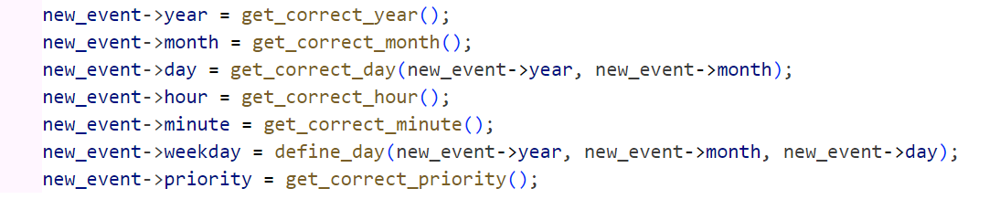 new_event->year = get_correct_year();
new_event->month = get_correct_month();
new_event->day = get_correct_day(new_event->year, new_event->month);
new_event->hour = get_correct_hour();
new_event->minute = get_correct_minute();
new_event->weekday = define_day(new_event->year, new_event->month, new_event->day);
new_event->priority = get_correct_priority();